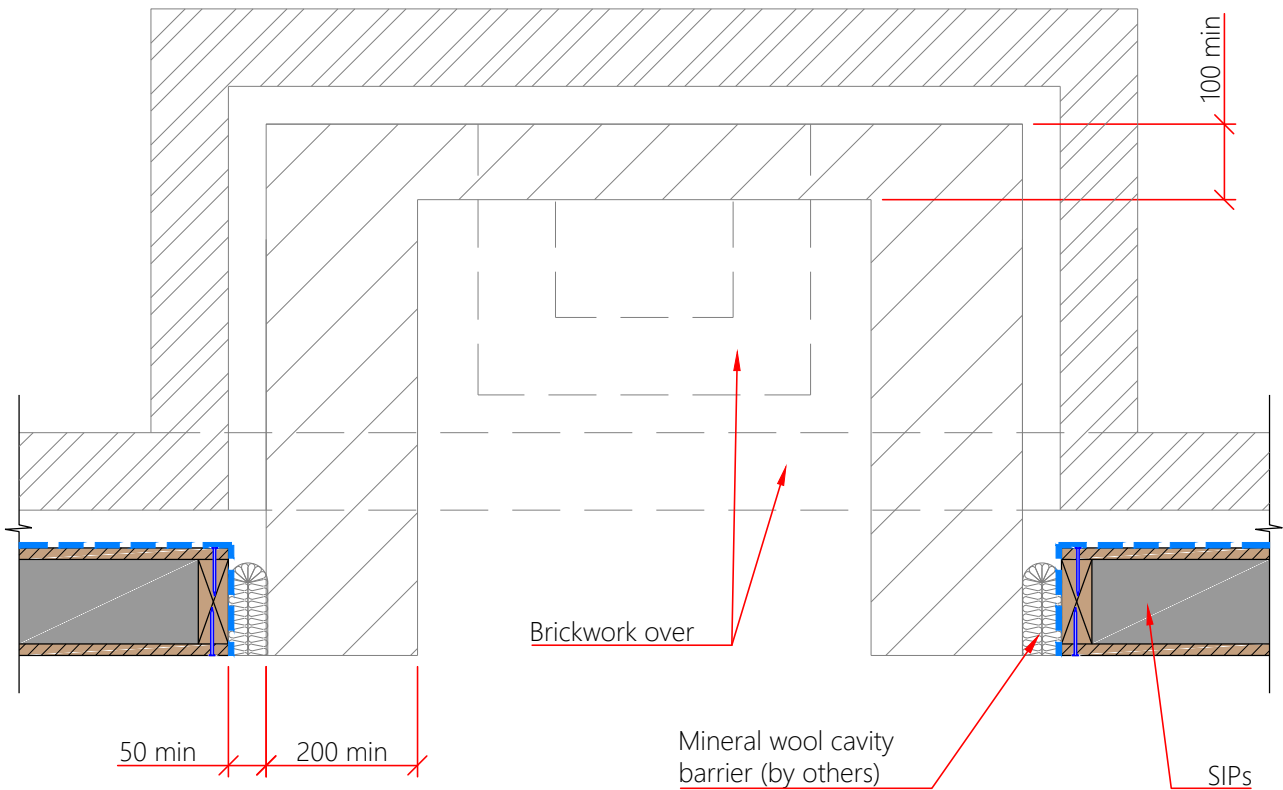 100 min
Brickwork over
50 min
200 min
Mineral wool cavity
barrier (by others)
SIPs